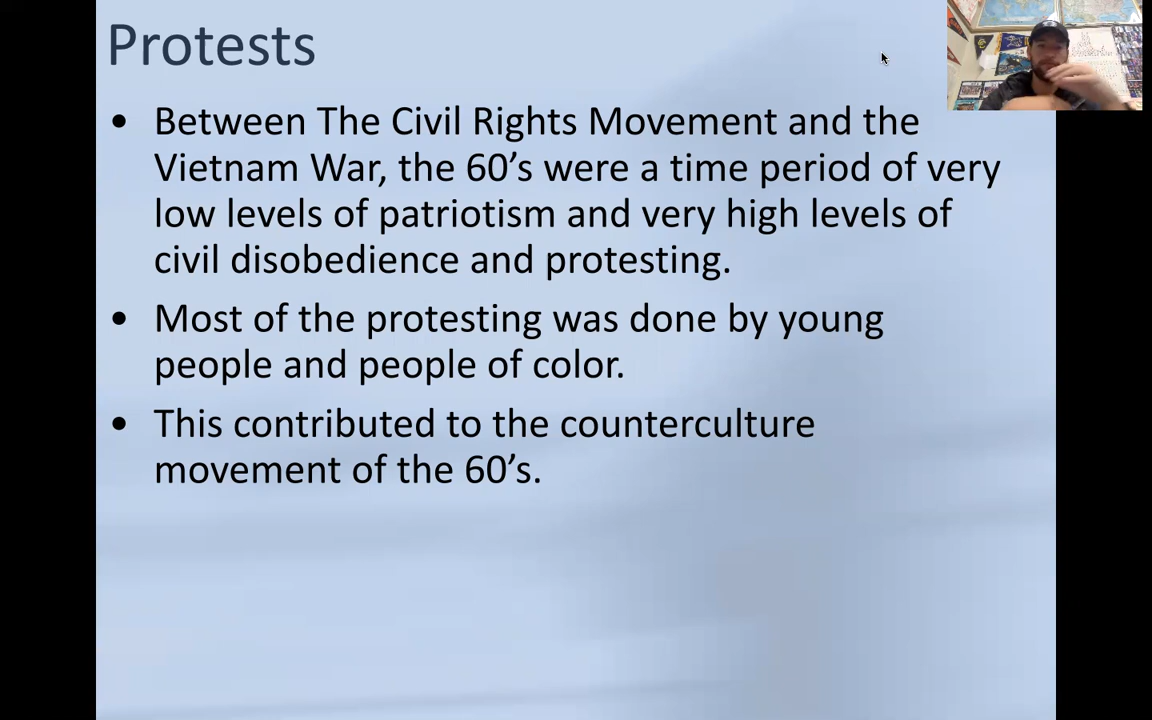 Protests
• Between The Civil Rights Movement and the
Vietnam War, the 60’s were a time period of very
low levels of patriotism and very high levels of
civil disobedience and protesting.
• Most of the protesting was done by young
people and people of color.
• This contributed to the counterculture
movement of the 60’s.